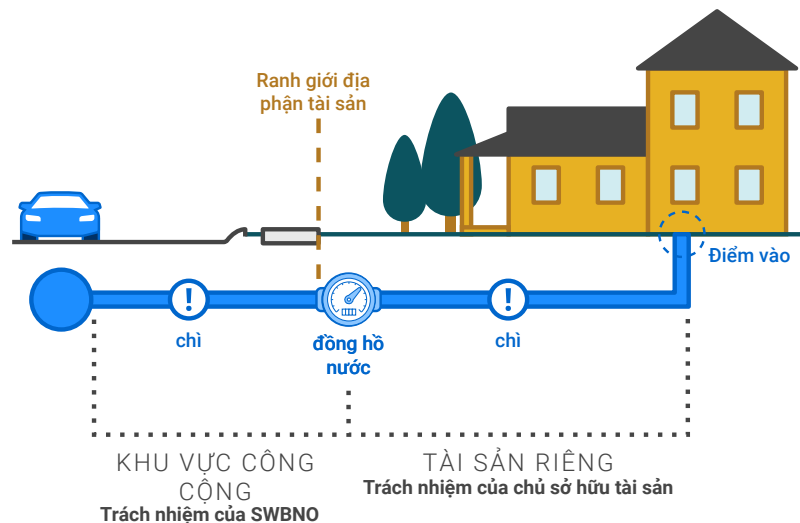 Ranh giới địa
phận tài sản
Điểm vào
!
!
chì
đồng hồ
nước
chì
KHU VỰC CÔNG
CỘNG
Trách nhiệm của SWBNO
TÀI SẢN RIÊNG
Trách nhiệm của chủ sở hữu tài sản